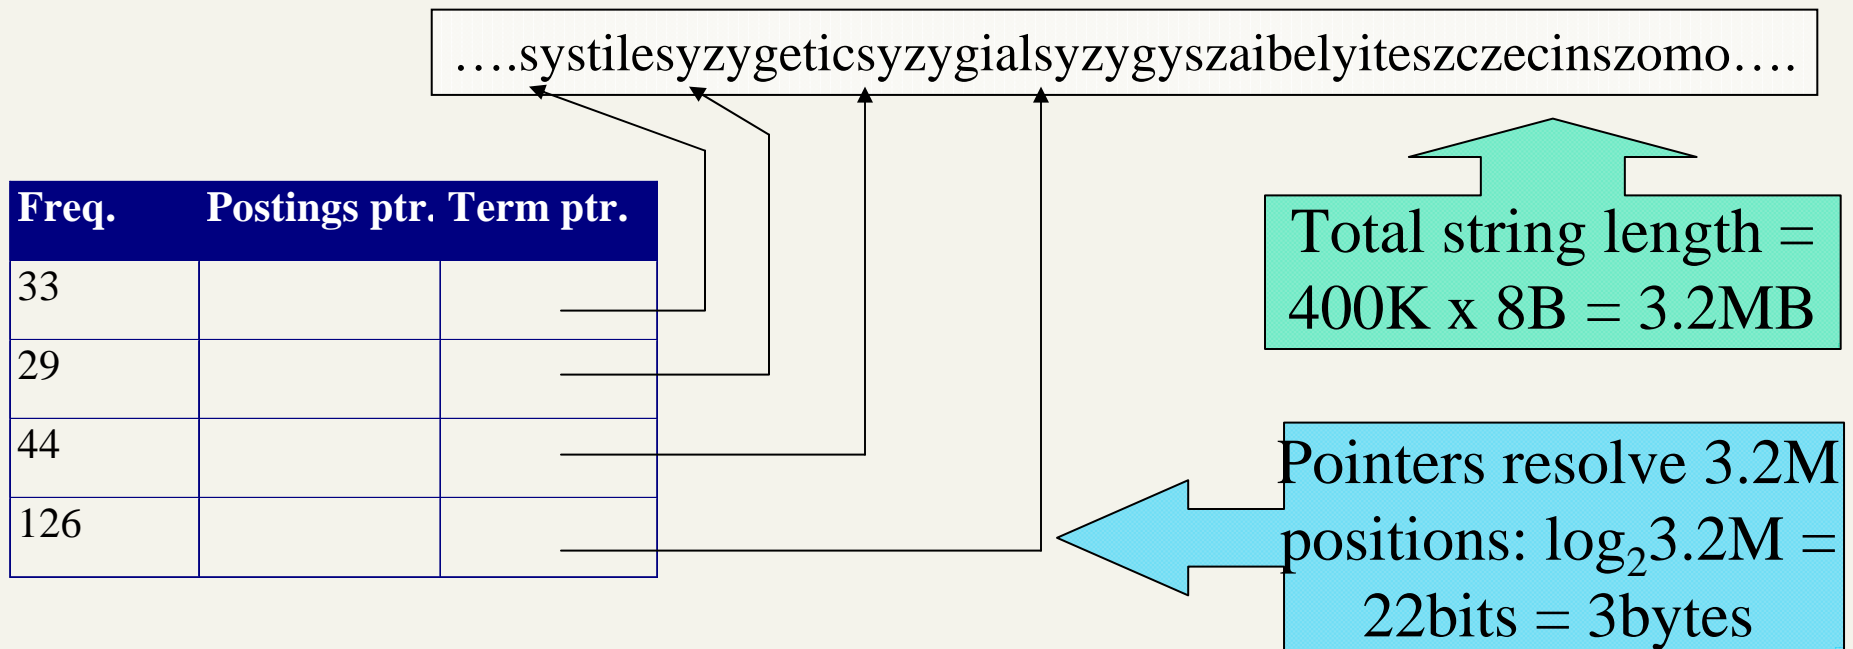 ….systilesyzygeticsyzygialsyzygyszaibelyiteszczecinszomo….
Freq. Postings ptr. Term ptr.
33
29
44
126
Total string length =
400K x 8B = 3.2MB
Pointers resolve 3.2M
positions: log₂3.2M =
22bits = 3bytes